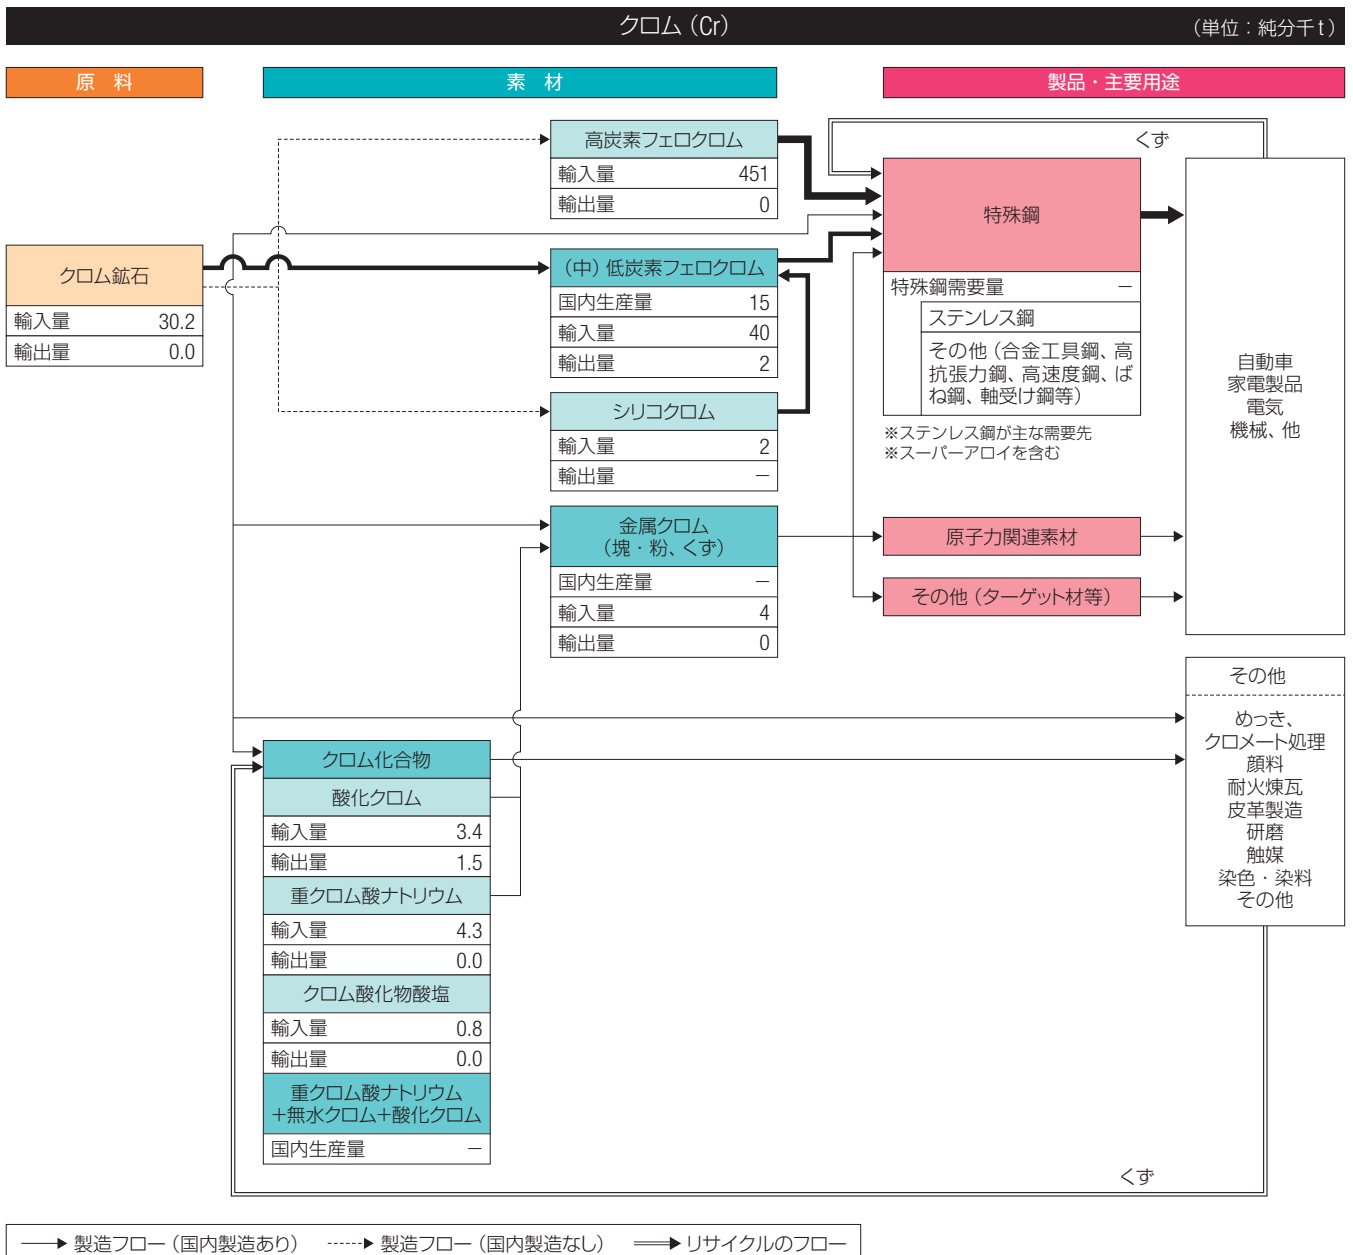 クロム（Cr）
（単位：純分千t）
原　料
素　材
製品・主要用途
クロム鉱石
輸入量　30.2
輸出量　0.0
高炭素フェロクロム
輸入量　451
輸出量　0
（中）低炭素フェロクロム
国内生産量　15
輸入量　40
輸出量　2
シリコクロム
輸入量　2
輸出量　−
金属クロム
（塊・粉、くず）
国内生産量　−
輸入量　4
輸出量　0
クロム化合物
酸化クロム
輸入量　3.4
輸出量　1.5
重クロム酸ナトリウム
輸入量　4.3
輸出量　0.0
クロム酸化物酸塩
輸入量　0.8
輸出量　0.0
重クロム酸ナトリウム
＋無水クロム＋酸化クロム
国内生産量　−
くず
特殊鋼
特殊鋼需要量　−
ステンレス鋼
その他（合金工具鋼、高
抗張力鋼、高速度鋼、ば
ね鋼、軸受け鋼等）
※ステンレス鋼が主な需要先
※スーパーアロイを含む
原子力関連素材
その他（ターゲット材等）
自動車
家電製品
電気
機械、他
その他
めっき、
クロメート処理
顔料
耐火煉瓦
皮革製造
研磨
触媒
染色・染料
その他
くず
製造フロー（国内製造あり）　製造フロー（国内製造なし）　リサイクルのフロー